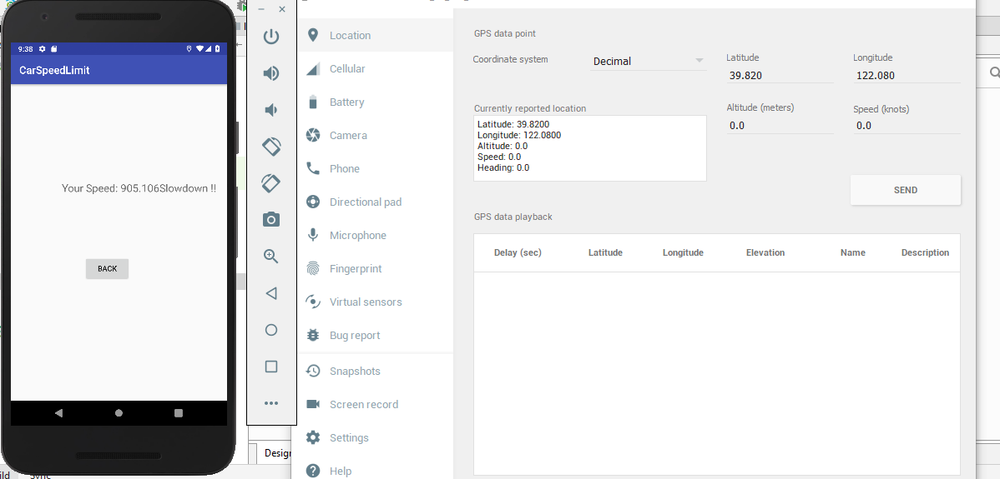 9:38
CarSpeedLimit
Your Speed: 905.106Slowdown !!
BACK
Location
Cellular
Battery
Camera
Phone
Directional pad
Microphone
Fingerprint
Virtual sensors
Bug report
Snapshots
Screen record
Settings
Help
GPS data point
Coordinate system
Decimal
Latitude
39.820
Longitude
122.080
Currently reported location
Latitude: 39.8200
Longitude: 122.0800
Altitude: 0.0
Speed: 0.0
Heading: 0.0
Altitude (meters)
0.0
Speed (knots)
0.0
SEND
GPS data playback
Delay (sec) Latitude Longitude Elevation Name Description